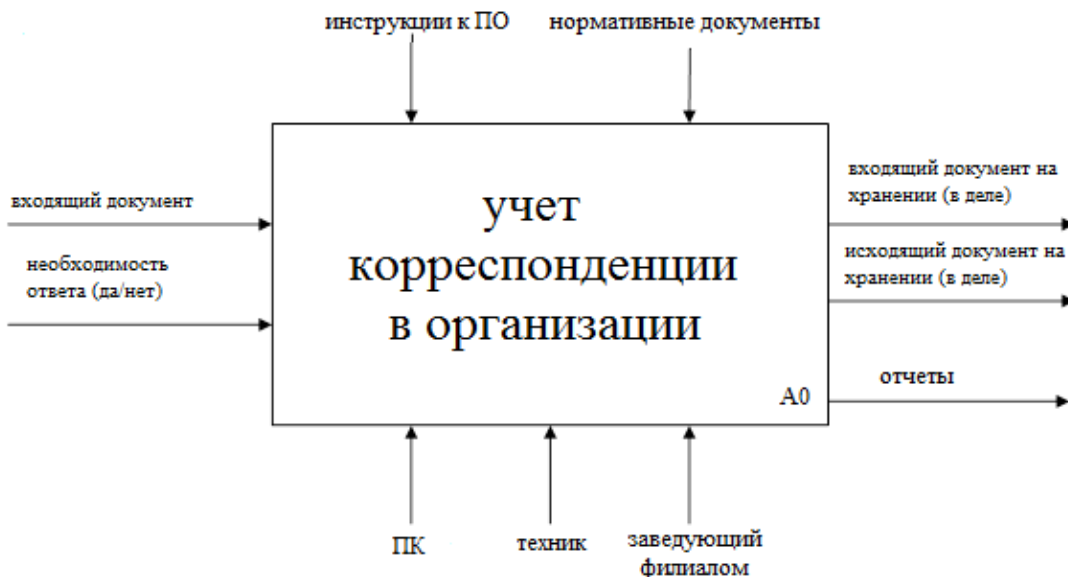 инструкции к ПО
нормативные документы
входящий документ
необходимость
ответа (да/нет)
учет
корреспонденции
в организации
А0
входящий документ на
хранении (в деле)
исходящий документ на
хранении (в деле)
отчеты
ПК
техник
заведующий
филиалом